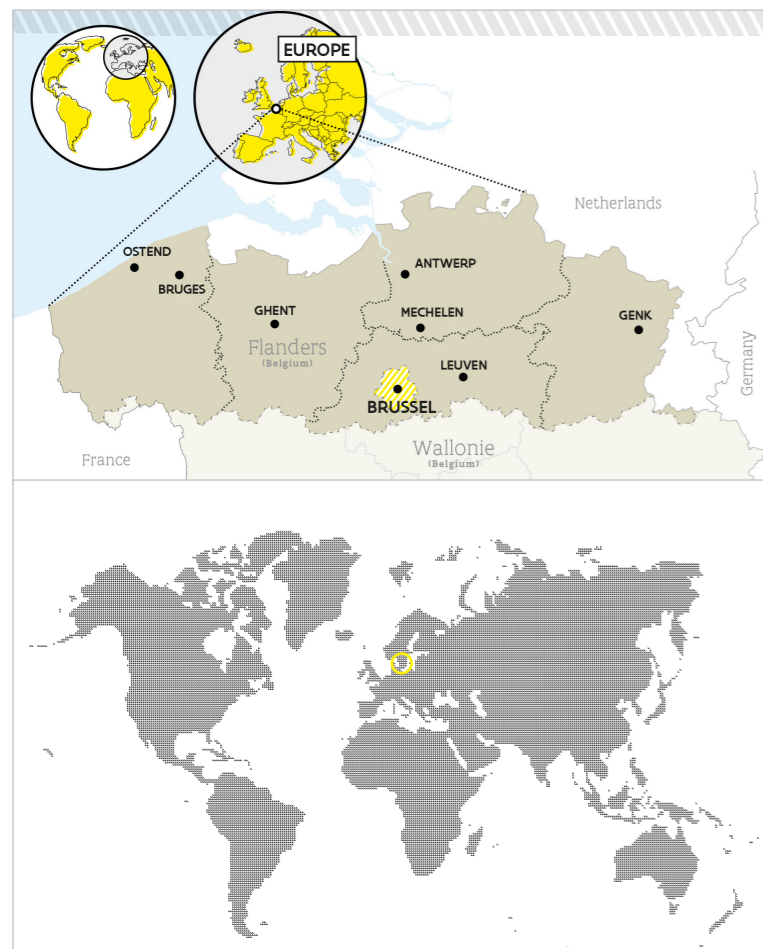 EUROPE
Netherlands
OSTEND
ANTWERP
BRUGES
GHENT
MECHELEN
GENK
Flanders
(Belgium)
LEUVEN
Germany
BRUSSEL
Wallonie
(Belgium)
France